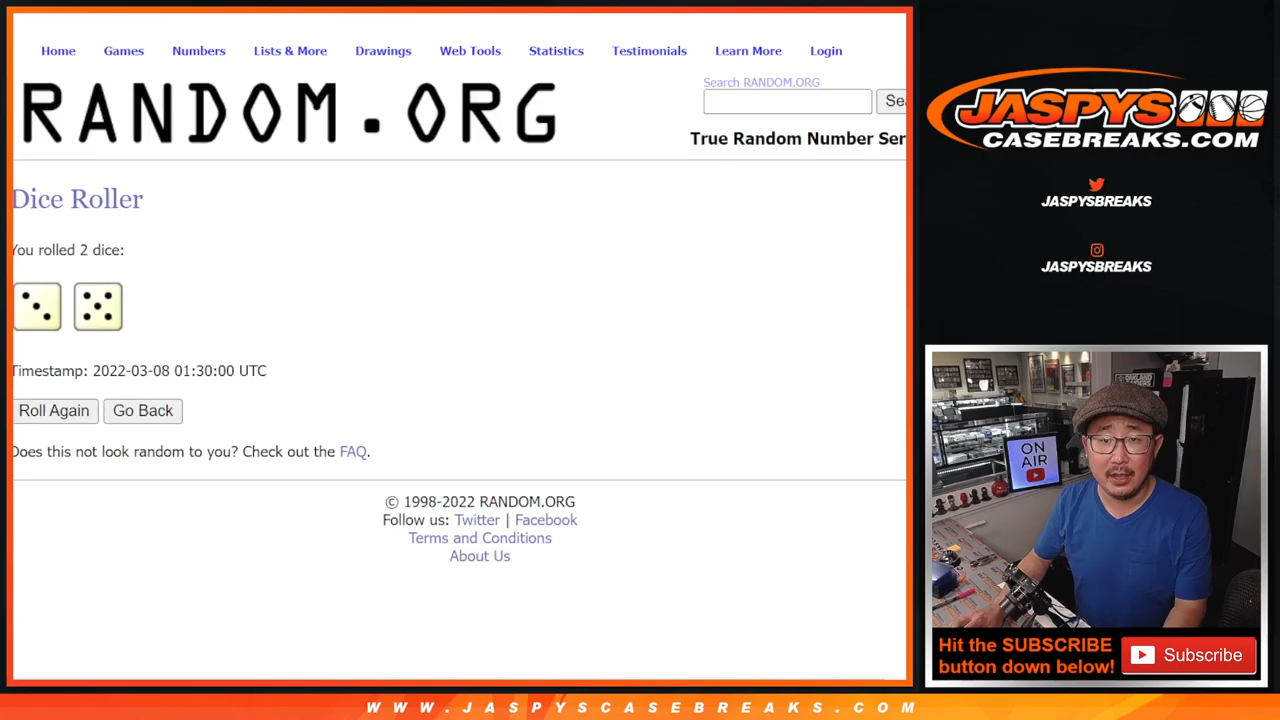 Home Games Numbers Lists & More Drawings Web Tools Statistics Testimonials Learn More Login
RANDOM.ORG
Search RANDOM.ORG
Sea
True Random Number Ser
Dice Roller
You rolled 2 dice:
Timestamp: 2022-03-08 01:30:00 UTC
Roll Again Go Back
Does this not look random to you? Check out the FAQ.
© 1998-2022 RANDOM.ORG
Follow us: Twitter | Facebook
Terms and Conditions
About Us
JASPYS
CASEBREAKS.COM
JASPYSBREAKS
JASPYSBREAKS
ON
AIR
Hit the SUBSCRIBE
button down below!
Subscribe
WWW.JASPYSCASEBREAKS.COM